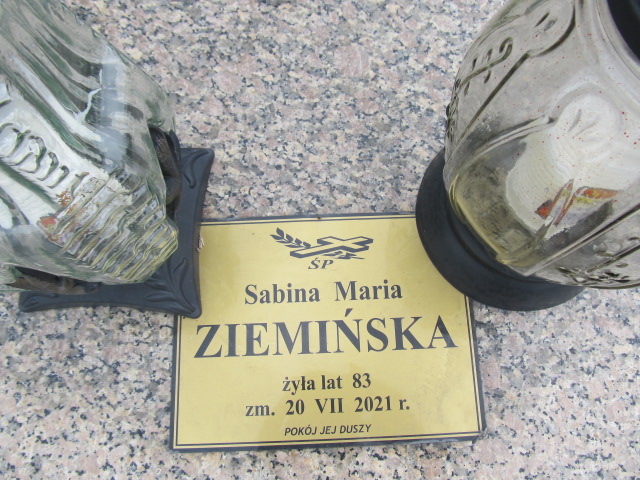 ŚP
Sabina Maria
ZIEMIŃSKA
żyła lat 83
zm. 20 VII 2021 r.
POKÓJ JEJ DUSZY